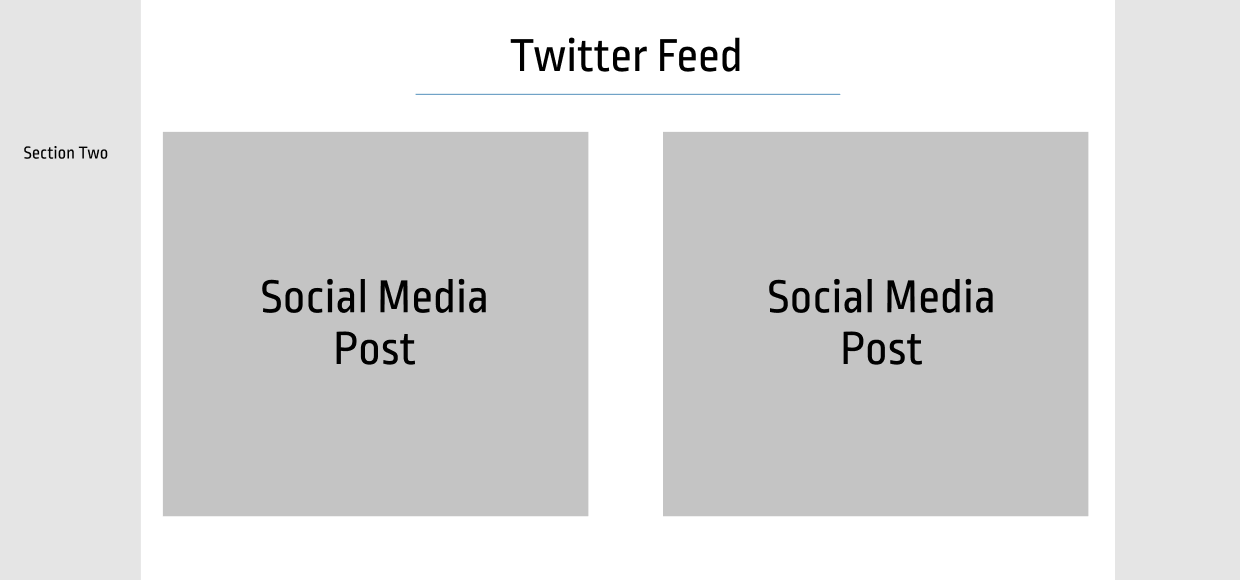 Twitter Feed
Section Two
Social Media
Post
Social Media
Post